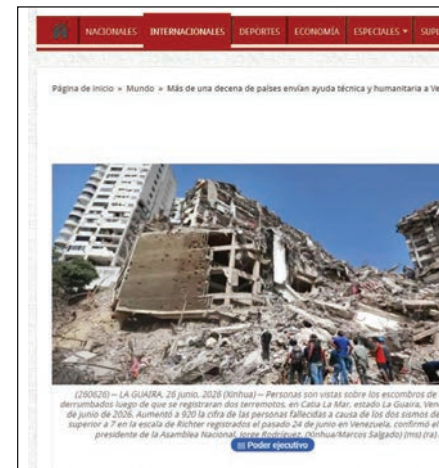 NACIONALES INTERNACIONALES DEPORTES ECONOMÍA ESPECIALES SUPL
Página de inicio » Mundo » Más de una decena de países envían ayuda técnica y humanitaria a Ve
(260626) -- LA GUAIRA, 26 junio, 2026 (Xinhua) -- Personas son vistas sobre los escombros de
derrumbados luego de que se registraran dos terremotos, en Catia La Mar, estado La Guaira, Ven
de junio de 2026. Aumentó a 920 la cifra de las personas fallecidas a causa de los dos sismos de
superior a 7 en la escala de Richter registrados el pasado 24 de junio en Venezuela, confirmó el
presidente de la Asamblea Nacional, Jorge Rodríguez. (Xinhua/Marcos Salgado) (ms) (ra)
Poder ejecutivo